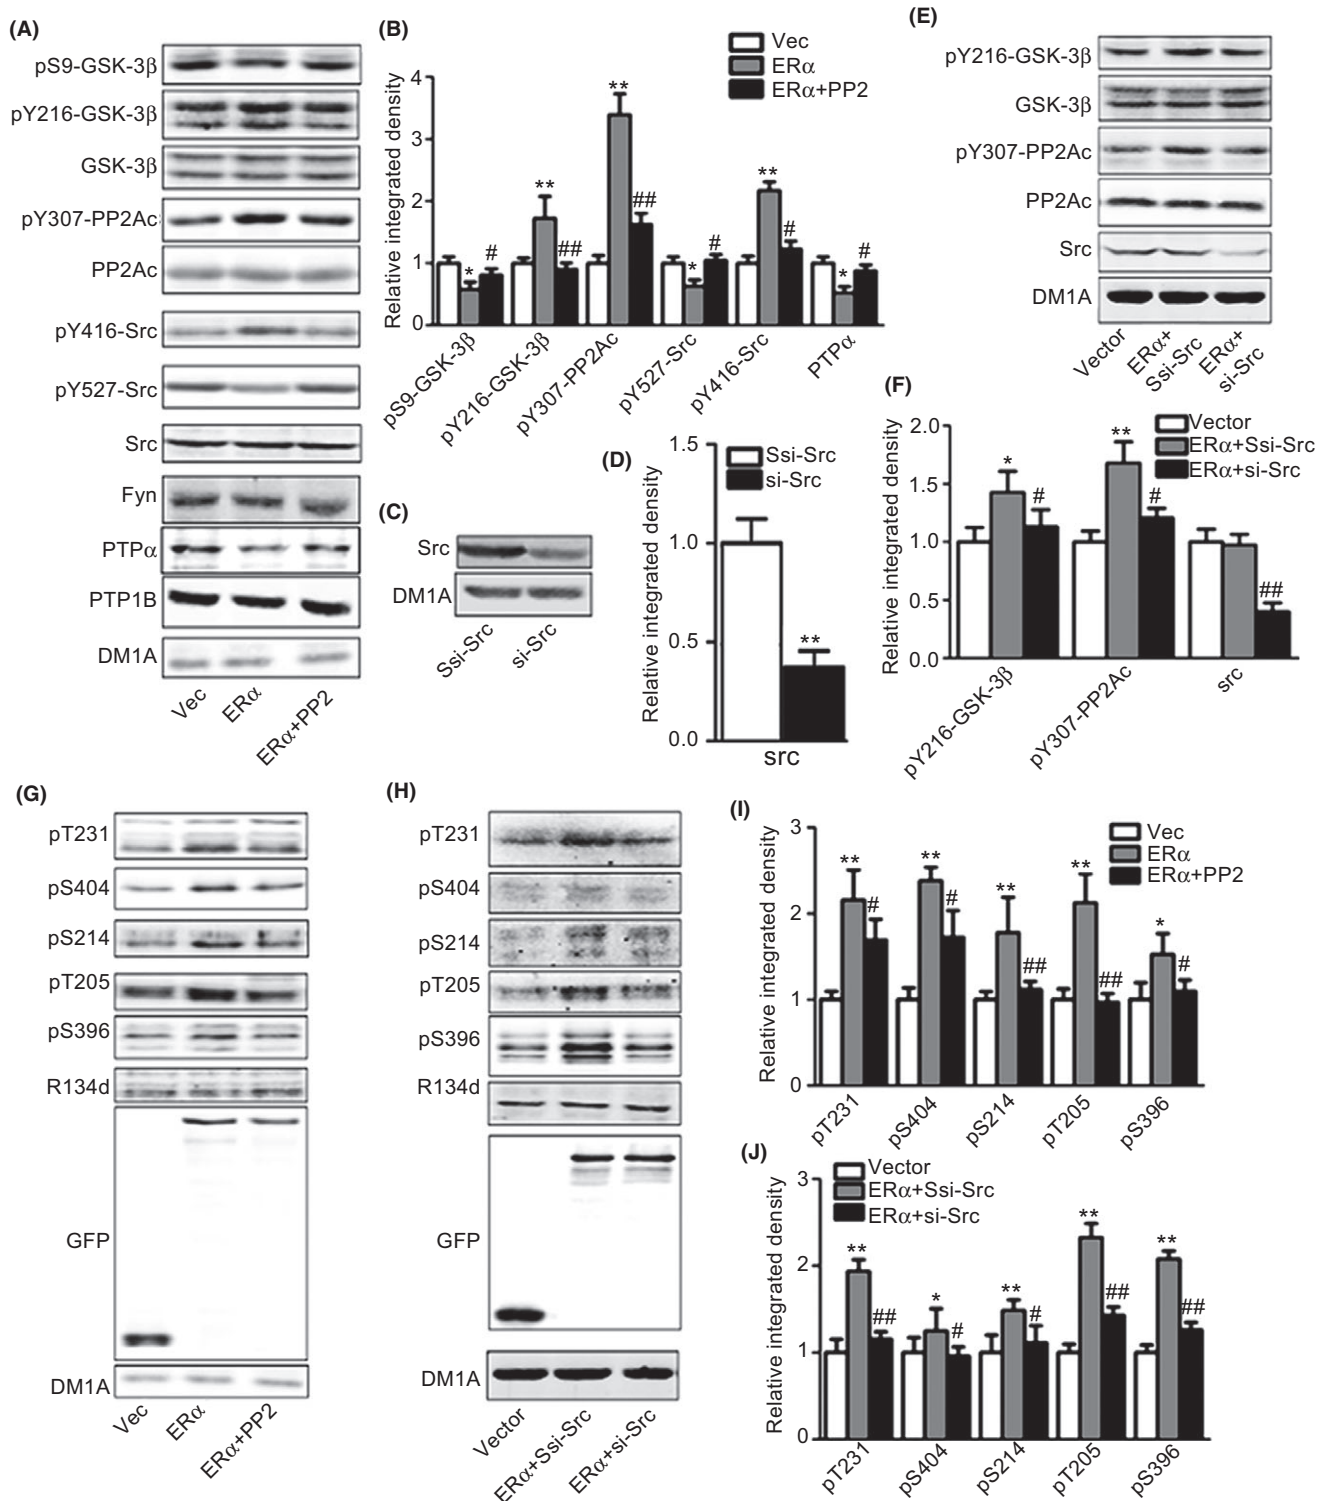 (A)
pS9-GSK-3β
pY216-GSK-3β
GSK-3β
pY307-PP2Ac
PP2Ac
pY416-Src
pY527-Src
Src
Fyn
PTPα
PTP1B
DM1A
Vec
ERα
ERα+PP2
(B)
Vec
ERα
ERα+PP2
Relative integrated density
4
3
2
1
0
* # ** ## ** ## * # ** # * #
pS9-GSK-3β
pY216-GSK-3β
pY307-PP2Ac
pY527-Src
pY416-Src
PTPα
(C)
Src
DM1A
Ssi-Src
si-Src
(D)
Ssi-Src
si-Src
Relative integrated density
1.5
1.0
0.5
0.0
**
src
(E)
pY216-GSK-3β
GSK-3β
pY307-PP2Ac
PP2Ac
Src
DM1A
Vector
ERα+
Ssi-Src
ERα+
si-Src
(F)
Vector
ERα+Ssi-Src
ERα+si-Src
Relative integrated density
2.0
1.5
1.0
0.5
0.0
* # ** # ##
pY216-GSK-3β
pY307-PP2Ac
src
(G)
pT231
pS404
pS214
pT205
pS396
R134d
GFP
DM1A
Vec
ERα
ERα+PP2
(H)
pT231
pS404
pS214
pT205
pS396
R134d
GFP
DM1A
Vector
ERα+Ssi-Src
ERα+si-Src
(I)
Vec
ERα
ERα+PP2
Relative integrated density
3
2
1
0
** # ** # ** ## ** ## * #
pT231
pS404
pS214
pT205
pS396
(J)
Vector
ERα+Ssi-Src
ERα+si-Src
Relative integrated density
3
2
1
0
** ## * # ** # ** ## ** ##
pT231
pS404
pS214
pT205
pS396